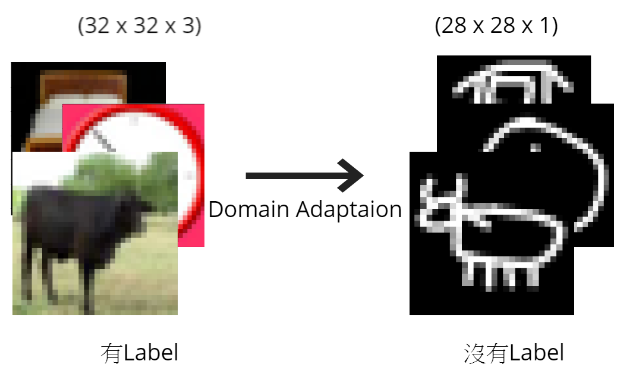 (32 x 32 x 3)
(28 x 28 x 1)
Domain Adaptaion
有Label
沒有Label